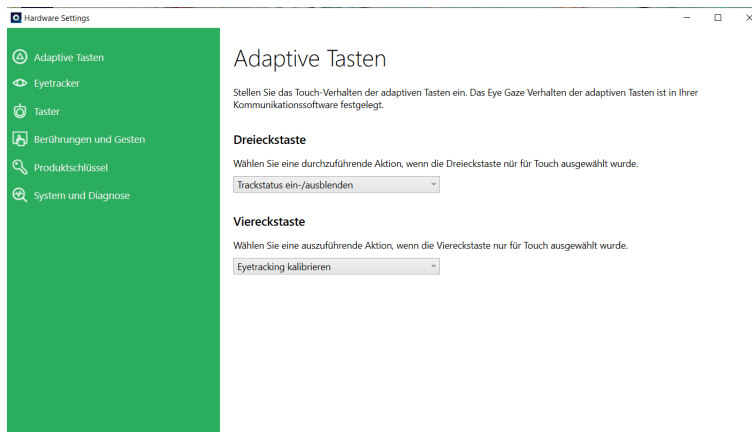 Hardware Settings
Adaptive Tasten
Eyetracker
Taster
Berührungen und Gesten
Produktschlüssel
System und Diagnose
Adaptive Tasten
Stellen Sie das Touch-Verhalten der adaptiven Tasten ein. Das Eye Gaze Verhalten der adaptiven Tasten ist in Ihrer
Kommunikationssoftware festgelegt.
Dreieckstaste
Wählen Sie eine durchzuführende Aktion, wenn die Dreieckstaste nür für Touch ausgewählt wurde.
Trackstatus ein-/ausblenden
Viereckstaste
Wählen Sie eine auszuführende Aktion, wenn die Viereckstaste nur für Touch ausgewählt wurde.
Eyetracking kalibrieren